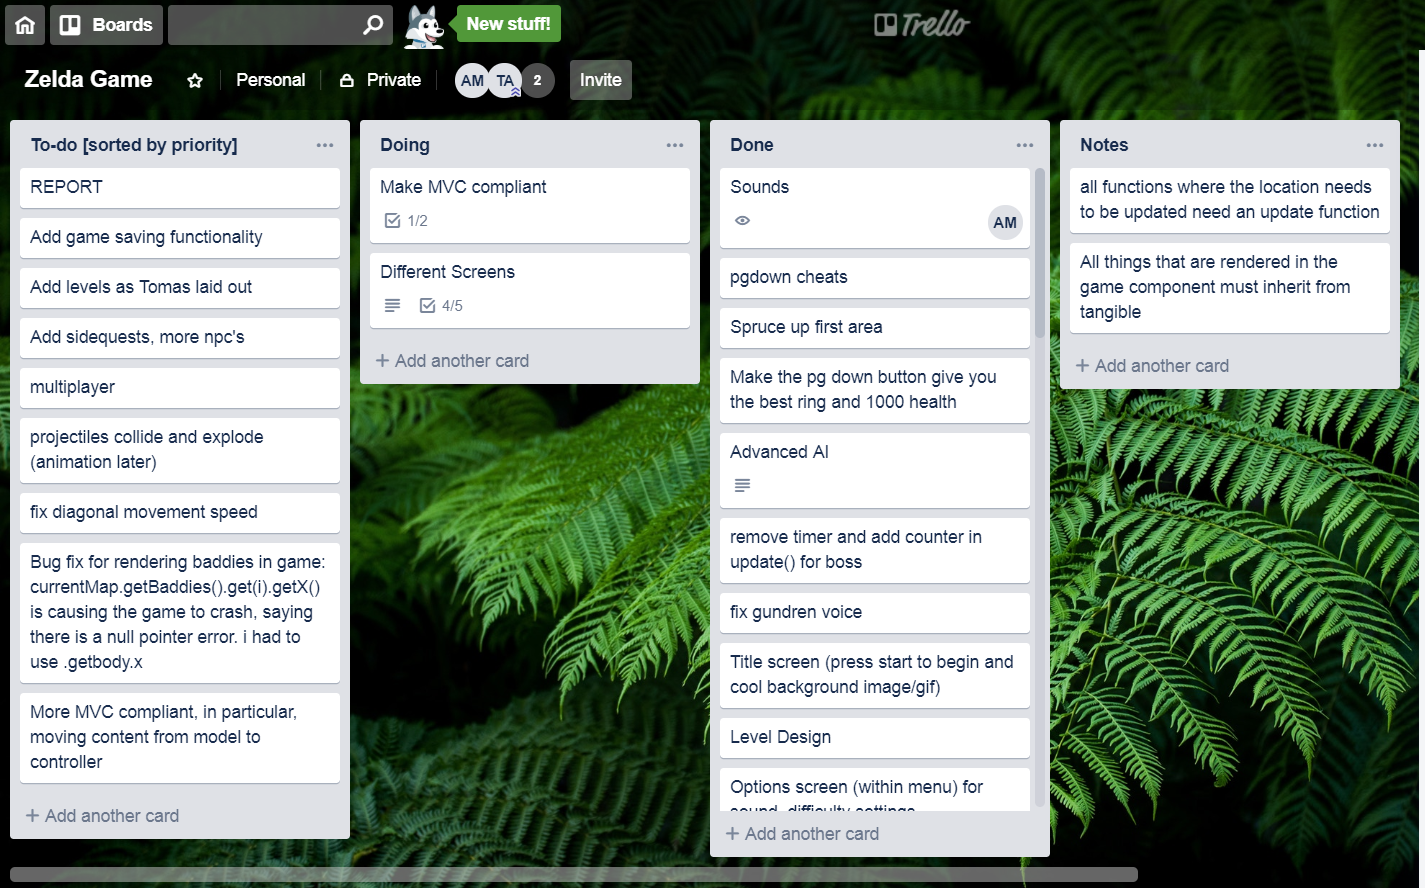 Boards
New stuff!
Trello
Zelda Game
Personal
Private
AM
TA
2
Invite
To-do [sorted by priority]
REPORT
Add game saving functionality
Add levels as Tomas laid out
Add sidequests, more npc's
multiplayer
projectiles collide and explode
(animation later)
fix diagonal movement speed
Bug fix for rendering baddies in game:
currentMap.getBaddies().get(i).getX()
is causing the game to crash, saying
there is a null pointer error. i had to
use .getbody.x
More MVC compliant, in particular,
moving content from model to
controller
+ Add another card
Doing
Make MVC compliant
1/2
Different Screens
4/5
+ Add another card
Done
Sounds
AM
pgdown cheats
Spruce up first area
Make the pg down button give you
the best ring and 1000 health
Advanced AI
remove timer and add counter in
update() for boss
fix gundren voice
Title screen (press start to begin and
cool background image/gif)
Level Design
Options screen (within menu) for
sound, difficulty settings
+ Add another card
Notes
all functions where the location needs
to be updated need an update function
All things that are rendered in the
game component must inherit from
tangible
+ Add another card